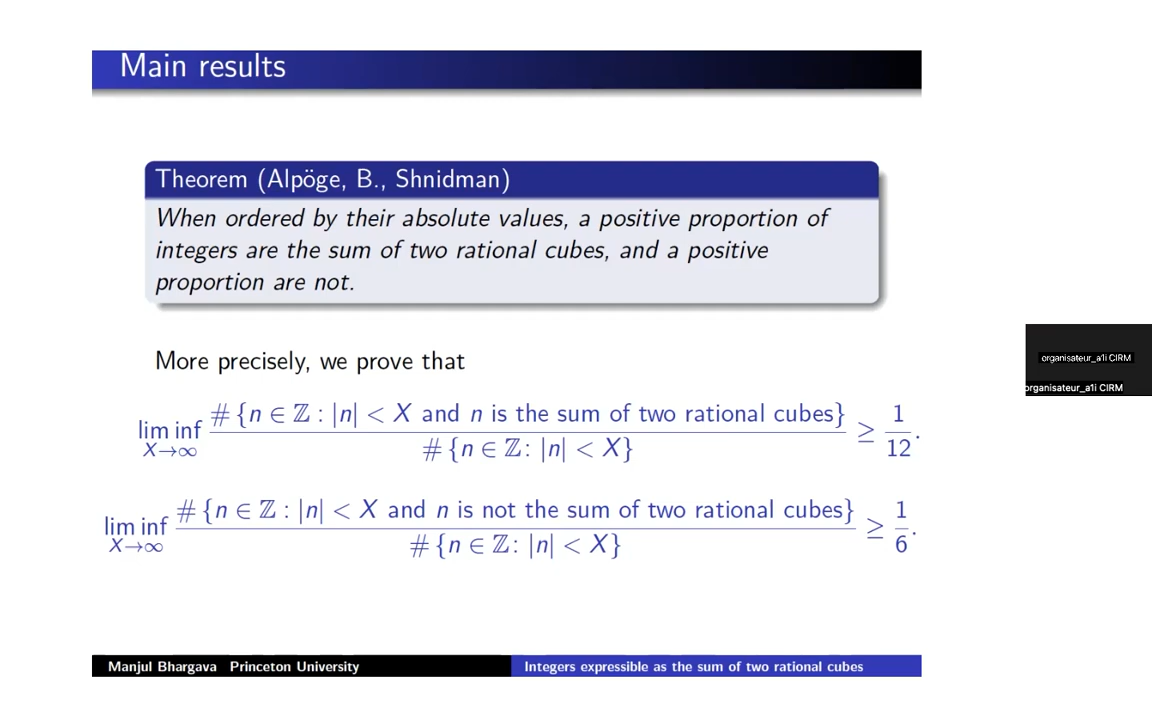 Main results
Theorem (Alpöge, B., Shnidman)
When ordered by their absolute values, a positive proportion of
integers are the sum of two rational cubes, and a positive
proportion are not.
More precisely, we prove that
lim inf_{X→∞} # {n ∈ ℤ : |n| < X and n is the sum of two rational cubes} / # {n ∈ ℤ: |n| < X} ≥ 1/12.
lim inf_{X→∞} # {n ∈ ℤ : |n| < X and n is not the sum of two rational cubes} / # {n ∈ ℤ: |n| < X} ≥ 1/6.
organisateur_a1i CIRM
organisateur_a1i CIRM
Manjul Bhargava Princeton University
Integers expressible as the sum of two rational cubes